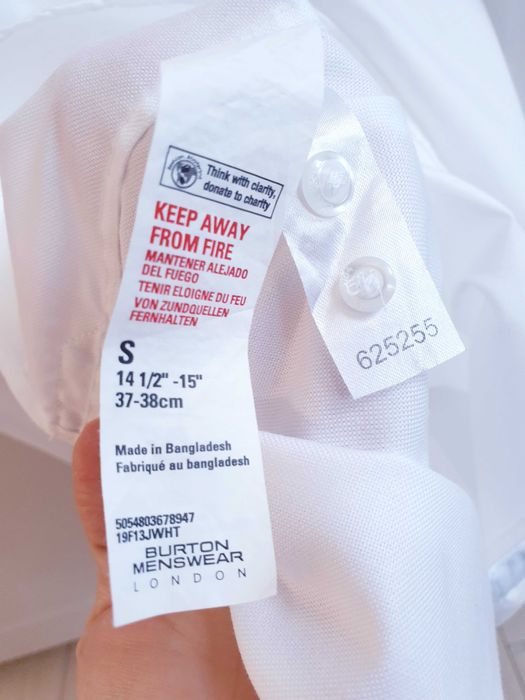 Think with clarity,
donate to charity
KEEP AWAY
FROM FIRE
MANTENER ALEJADO
DEL FUEGO
TENIR ELOIGNE DU FEU
VON ZUNDQUELLEN
FERNHALTEN
S
14 1/2" -15"
37-38cm
Made in Bangladesh
Fabriqué au bangladesh
5054803678947
19F13JWHT
BURTON
MENSWEAR
LONDON
625255